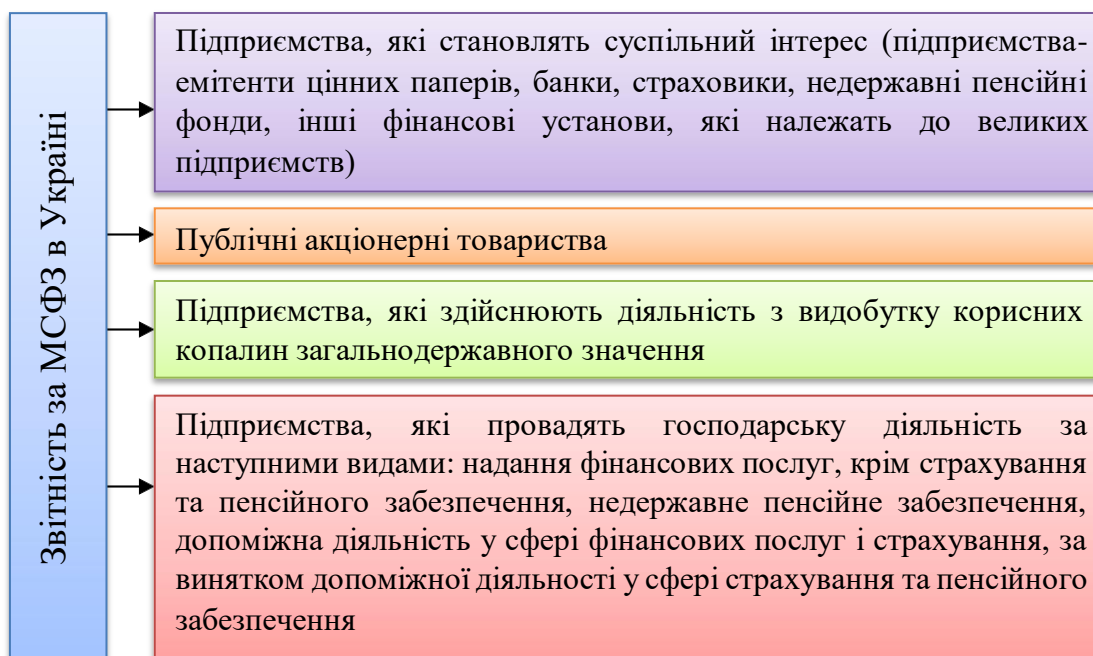 Звітність за МСФЗ в Україні
Підприємства, які становлять суспільний інтерес (підприємства-
емітенти цінних паперів, банки, страховики, недержавні пенсійні
фонди, інші фінансові установи, які належать до великих
підприємств)
Публічні акціонерні товариства
Підприємства, які здійснюють діяльність з видобутку корисних
копалин загальнодержавного значення
Підприємства, які провадять господарську діяльність за
наступними видами: надання фінансових послуг, крім страхування
та пенсійного забезпечення, недержавне пенсійне забезпечення,
допоміжна діяльність у сфері фінансових послуг і страхування, за
винятком допоміжної діяльності у сфері страхування та пенсійного
забезпечення